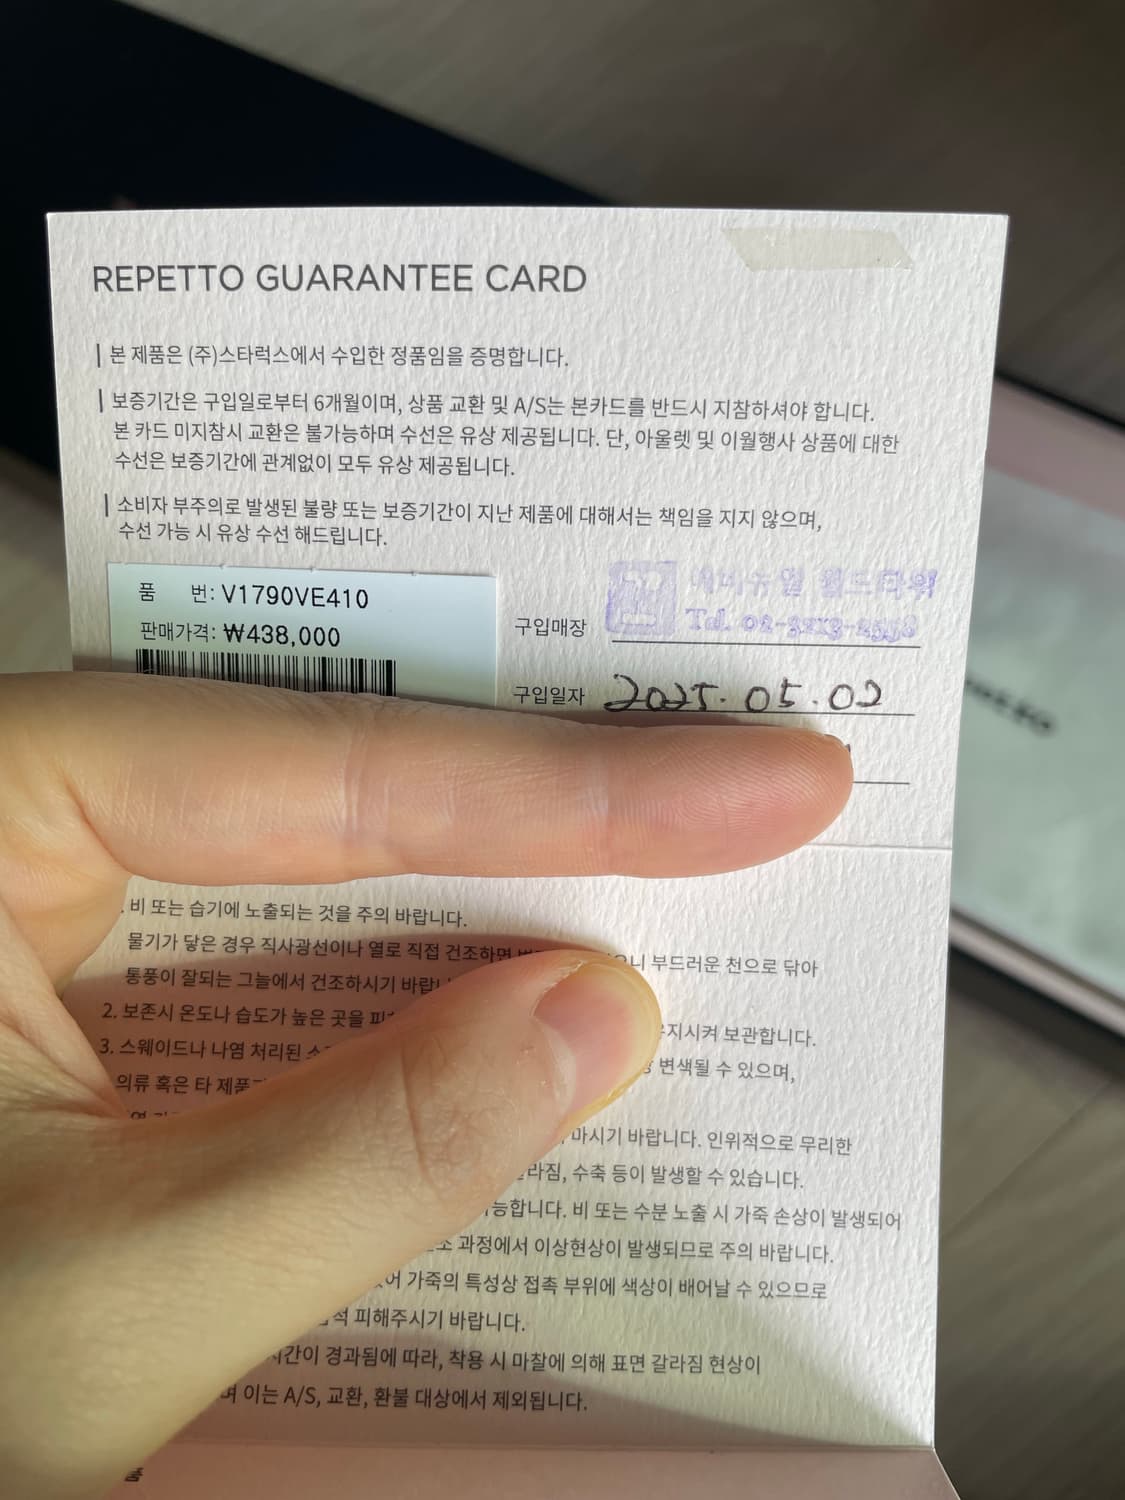 REPETTO GUARANTEE CARD
본 제품은 (주)스타럭스에서 수입한 정품임을 증명합니다.
보증기간은 구입일로부터 6개월이며, 상품 교환 및 A/S는 본카드를 반드시 지참하셔야 합니다.
본 카드 미지참시 교환은 불가능하며 수선은 유상 제공됩니다. 단, 아울렛 및 이월행사 상품에 대한
수선은 보증기간에 관계없이 모두 유상 제공됩니다.
소비자 부주의로 발생된 불량 또는 보증기간이 지난 제품에 대해서는 책임을 지지 않으며,
수선 가능 시 유상 수선 해드립니다.
품 번: V1790VE410
판매가격: ₩438,000
구입매장 에비뉴엘 월드타워
Tel. 02-3213-2558
구입일자 2025.05.02
비 또는 습기에 노출되는 것을 주의 바랍니다.
물기가 닿은 경우 직사광선이나 열로 직접 건조하면 부드러운 천으로 닦아
통풍이 잘되는 그늘에서 건조하시기
2. 보존시 온도나 습도가 높은 곳을 유지시켜 보관합니다.
3. 스웨이드나 나염 처리된 변색될 수 있으며,
의류 혹은 타
마시기 바랍니다. 인위적으로 무리한
수축 등이 발생할 수 있습니다.
비 또는 수분 노출 시 가죽 손상이 발생되어
과정에서 이상현상이 발생되므로 주의 바랍니다.
가죽의 특성상 접촉 부위에 색상이 배어날 수 있으므로
피해주시기 바랍니다.
경과됨에 따라, 착용 시 마찰에 의해 표면 갈라짐 현상이
이는 A/S, 교환, 환불 대상에서 제외됩니다.